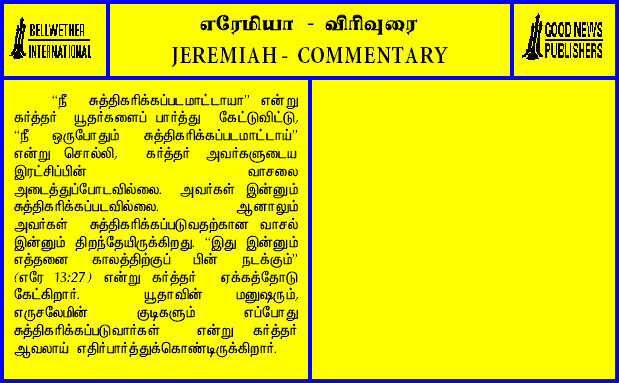 BELLWETHER
INTERNATIONAL
எரேமியா - விரிவுரை
JEREMIAH - COMMENTARY
GOOD NEWS
PUBLISHERS
“நீ சுத்திகரிக்கப்படமாட்டாயா” என்று
கர்த்தர் யூதர்களைப் பார்த்து கேட்டுவிட்டு,
“நீ ஒருபோதும் சுத்திகரிக்கப்படமாட்டாய்”
என்று சொல்லி, கர்த்தர் அவர்களுடைய
இரட்சிப்பின் வாசலை
அடைத்துப்போடவில்லை. அவர்கள் இன்னும்
சுத்திகரிக்கப்படவில்லை. ஆனாலும்
அவர்கள் சுத்திகரிக்கப்படுவதற்கான வாசல்
இன்னும் திறந்தேயிருக்கிறது. “இது இன்னும்
எத்தனை காலத்திற்குப் பின் நடக்கும்”
(எரே 13:27) என்று கர்த்தர் ஏக்கத்தோடு
கேட்கிறார். யூதாவின் மனுஷரும்,
எருசலேமின் குடிகளும் எப்போது
சுத்திகரிக்கப்படுவார்கள் என்று கர்த்தர்
ஆவலாய் எதிர்பார்த்துக்கொண்டிருக்கிறார்.